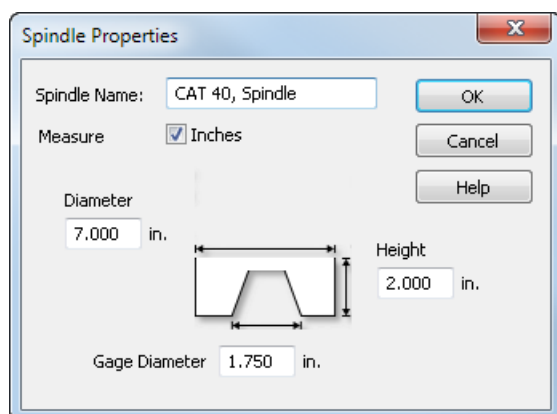 Spindle Properties
Spindle Name: CAT 40, Spindle OK
Measure Inches Cancel
Help
Diameter
7.000 in.
Height
2.000 in.
Gage Diameter 1.750 in.